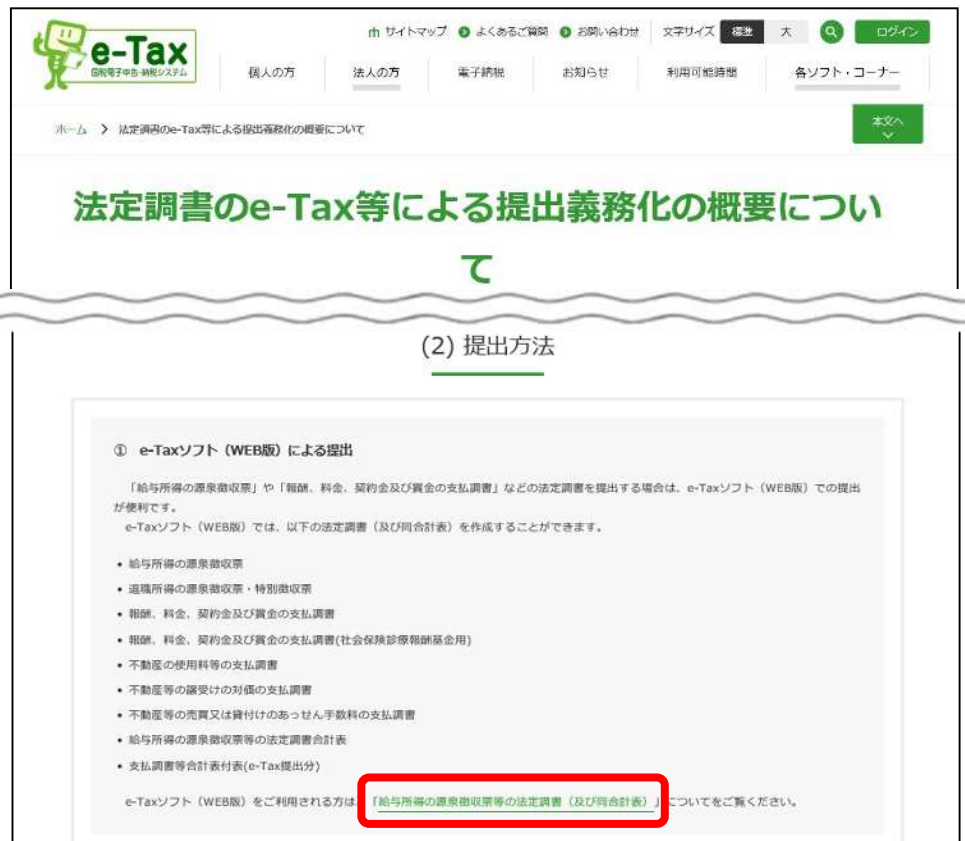 サイトマップ よくあるご質問 お問い合わせ 文字サイズ 標準 大 ログイン
e-Tax
国税電子申告・納税システム
個人の方 法人の方 電子納税 お知らせ 利用可能時間 各ソフト・コーナー
ホーム 法定調書のe-Tax等による提出義務化の概要について
本文へ
法定調書のe-Tax等による提出義務化の概要につい
て
(2) 提出方法
① e-Taxソフト（WEB版）による提出
「給与所得の源泉徴収票」や「報酬、料金、契約金及び賞金の支払調書」などの法定調書を提出する場合は、e-Taxソフト（WEB版）での提出
が便利です。
e-Taxソフト（WEB版）では、以下の法定調書（及び同合計表）を作成することができます。
• 給与所得の源泉徴収票
• 退職所得の源泉徴収票・特別徴収票
• 報酬、料金、契約金及び賞金の支払調書
• 報酬、料金、契約金及び賞金の支払調書(社会保険診療報酬基金用)
• 不動産の使用料等の支払調書
• 不動産等の譲受けの対価の支払調書
• 不動産等の売買又は貸付けのあっせん手数料の支払調書
• 給与所得の源泉徴収票等の法定調書合計表
• 支払調書等合計表付表(e-Tax提出分)
e-Taxソフト（WEB版）をご利用される方は、「給与所得の源泉徴収票等の法定調書（及び同合計表）」についてをご覧ください。